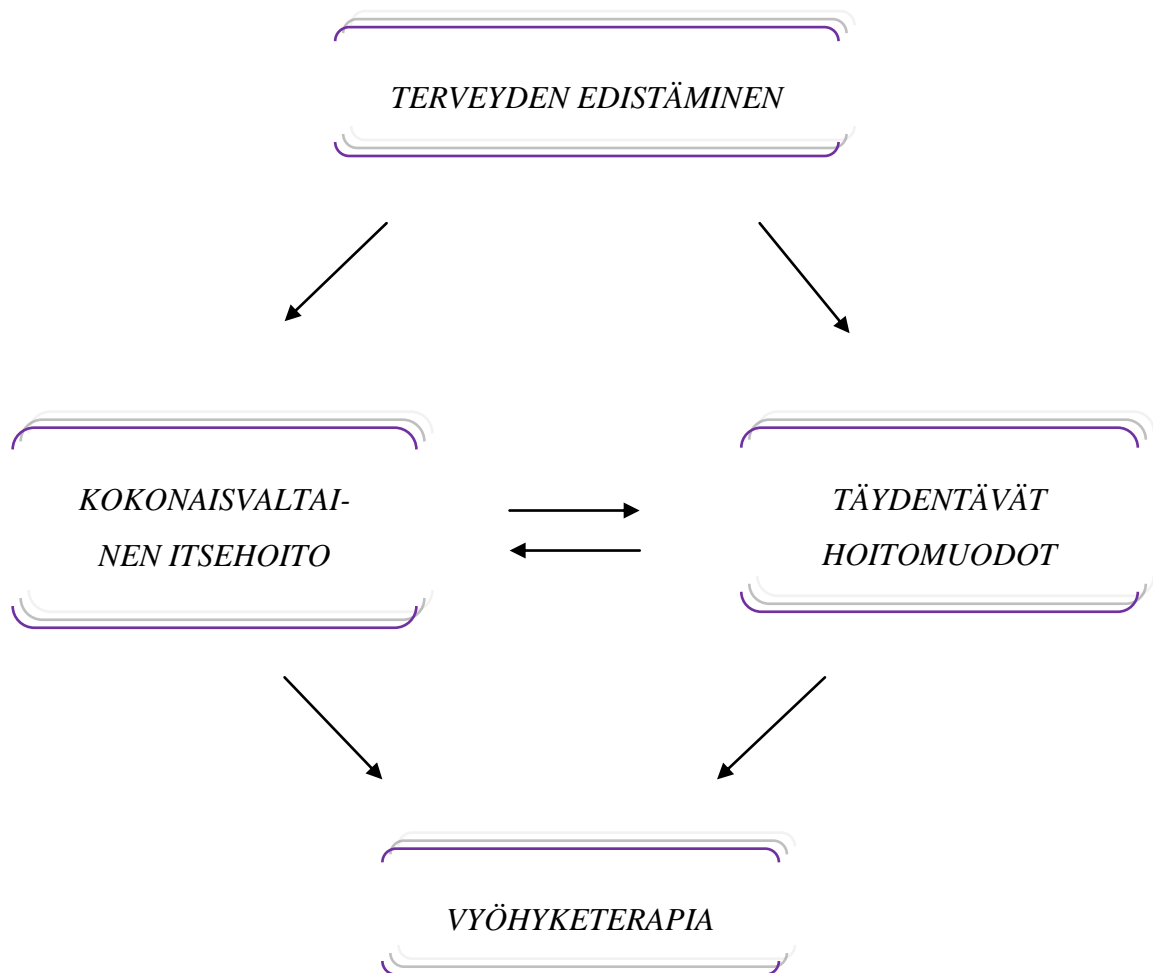 TERVEYDEN EDISTÄMINEN
KOKONAISVALTAI-
NEN ITSEHOITO
TÄYDENTÄVÄT
HOITOMUODOT
VYÖHYKETERAPIA